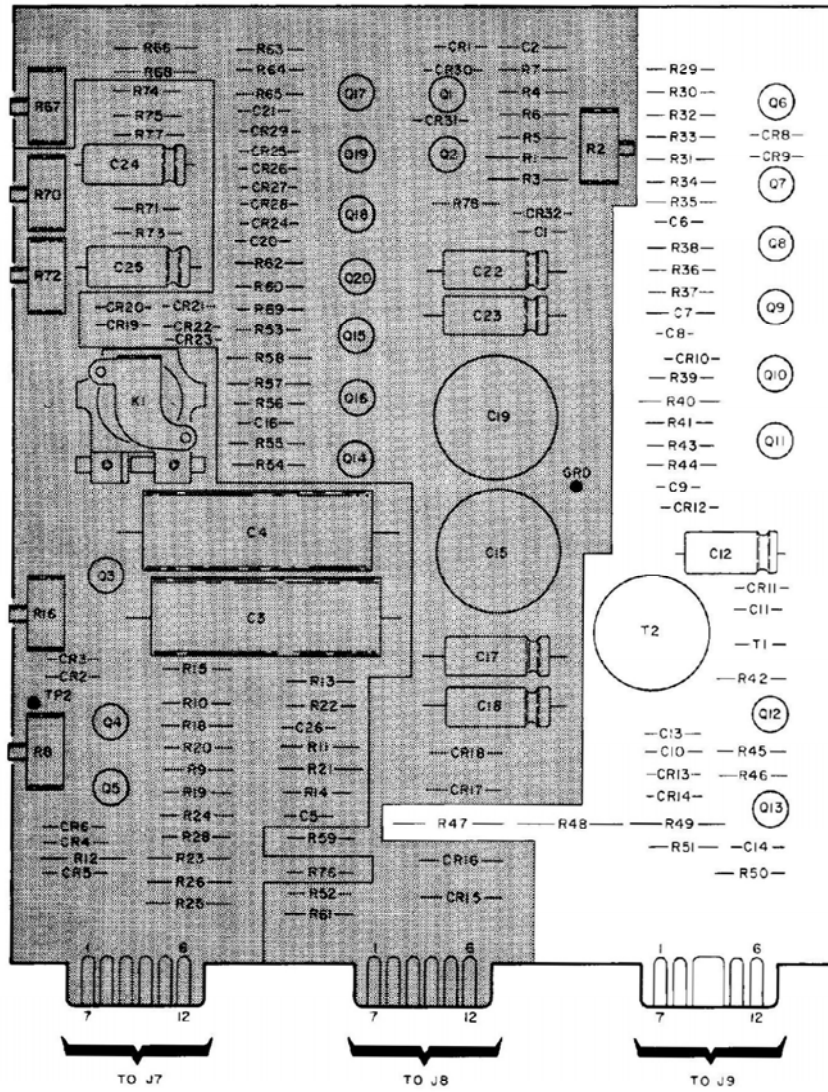 R66 R63 CR1 C2
R68 R64 CR30 R7 R29
R67 R74 R65 Q17 Q1 R4 R30 Q6
R75 C21 CR31 R6 R32
R77 CR29 R5 R33 CR8
C24 CR25 Q19 Q2 R1 R2 R31 CR9
R70 CR26 R3 R34 Q7
CR27 R35
R71 CR28 Q18 R78 CR32 C6
R73 CR24 C1
C20 R38 Q8
R72 C25 R62 Q20 C22 R36
R60 R37
CR20 CR21 R69 C23 C7 Q9
CR19 CR22 R53 Q15 C8
CR23
R58 CR10
K1 R57 R39 Q10
R56 Q16 C19 R40
C16 R41
R55 R43 Q11
R54 Q14 R44
GRD C9
CR12
C4 C15 C12
Q3 CR11
R16 C3 C11
T2 T1
CR3 R15 C17
CR2 R13 R42
TP2 R10 R22 C18 Q12
Q4 R18 C26 C13
R8 R20 R11 CR18 C10 R45
R9 R21 CR13 R46
Q5 R19 R14 CR17 CR14
R24 C5 Q13
CR6 R28 R59 R47 R48 R49
CR4 R51 C14
R12 R23 CR16
CR5 R76 R50
R26 R52 CR15
R25 R61
1 6 1 6 1 6
7 12 7 12 7 12
TO J7 TO J8 TO J9